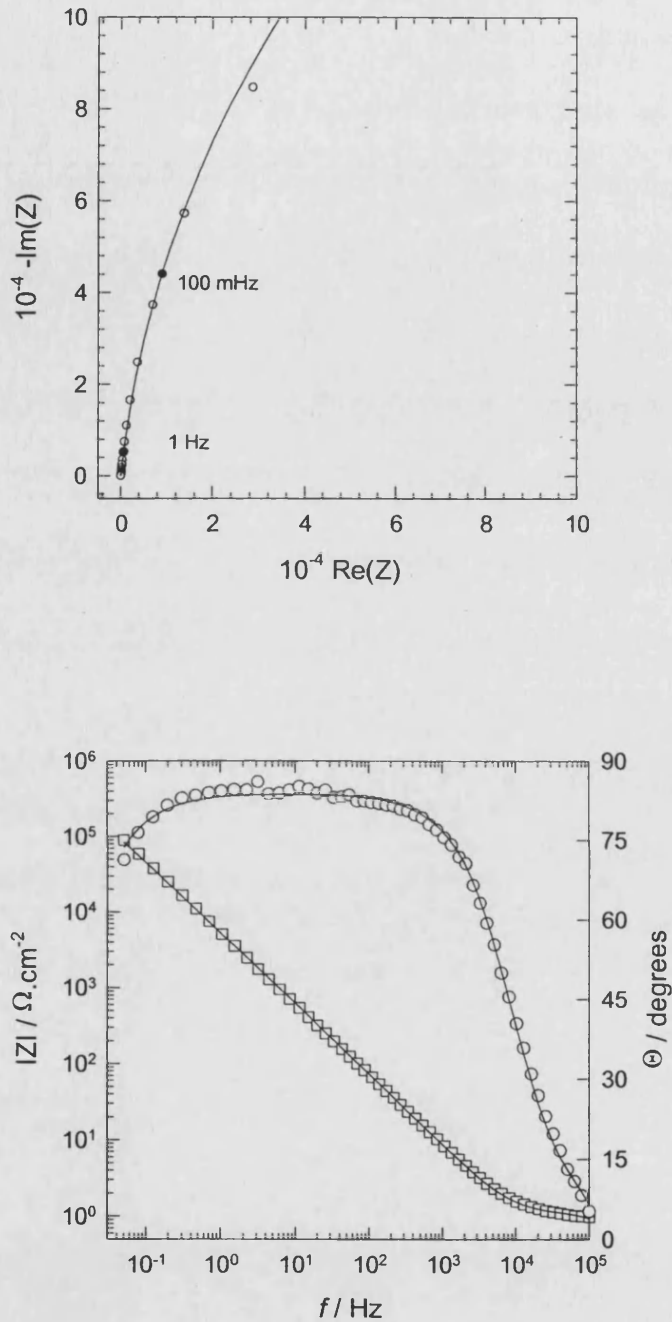 10
8
6
4
2
0
10⁻⁴ -Im(Z)
100 mHz
1 Hz
0 2 4 6 8 10
10⁻⁴ Re(Z)
10⁶
10⁵
10⁴
10³
10²
10¹
10⁰
|Z| / Ω.cm⁻²
90
75
60
45
30
15
0
Θ / degrees
10⁻¹ 10⁰ 10¹ 10² 10³ 10⁴ 10⁵
f / Hz